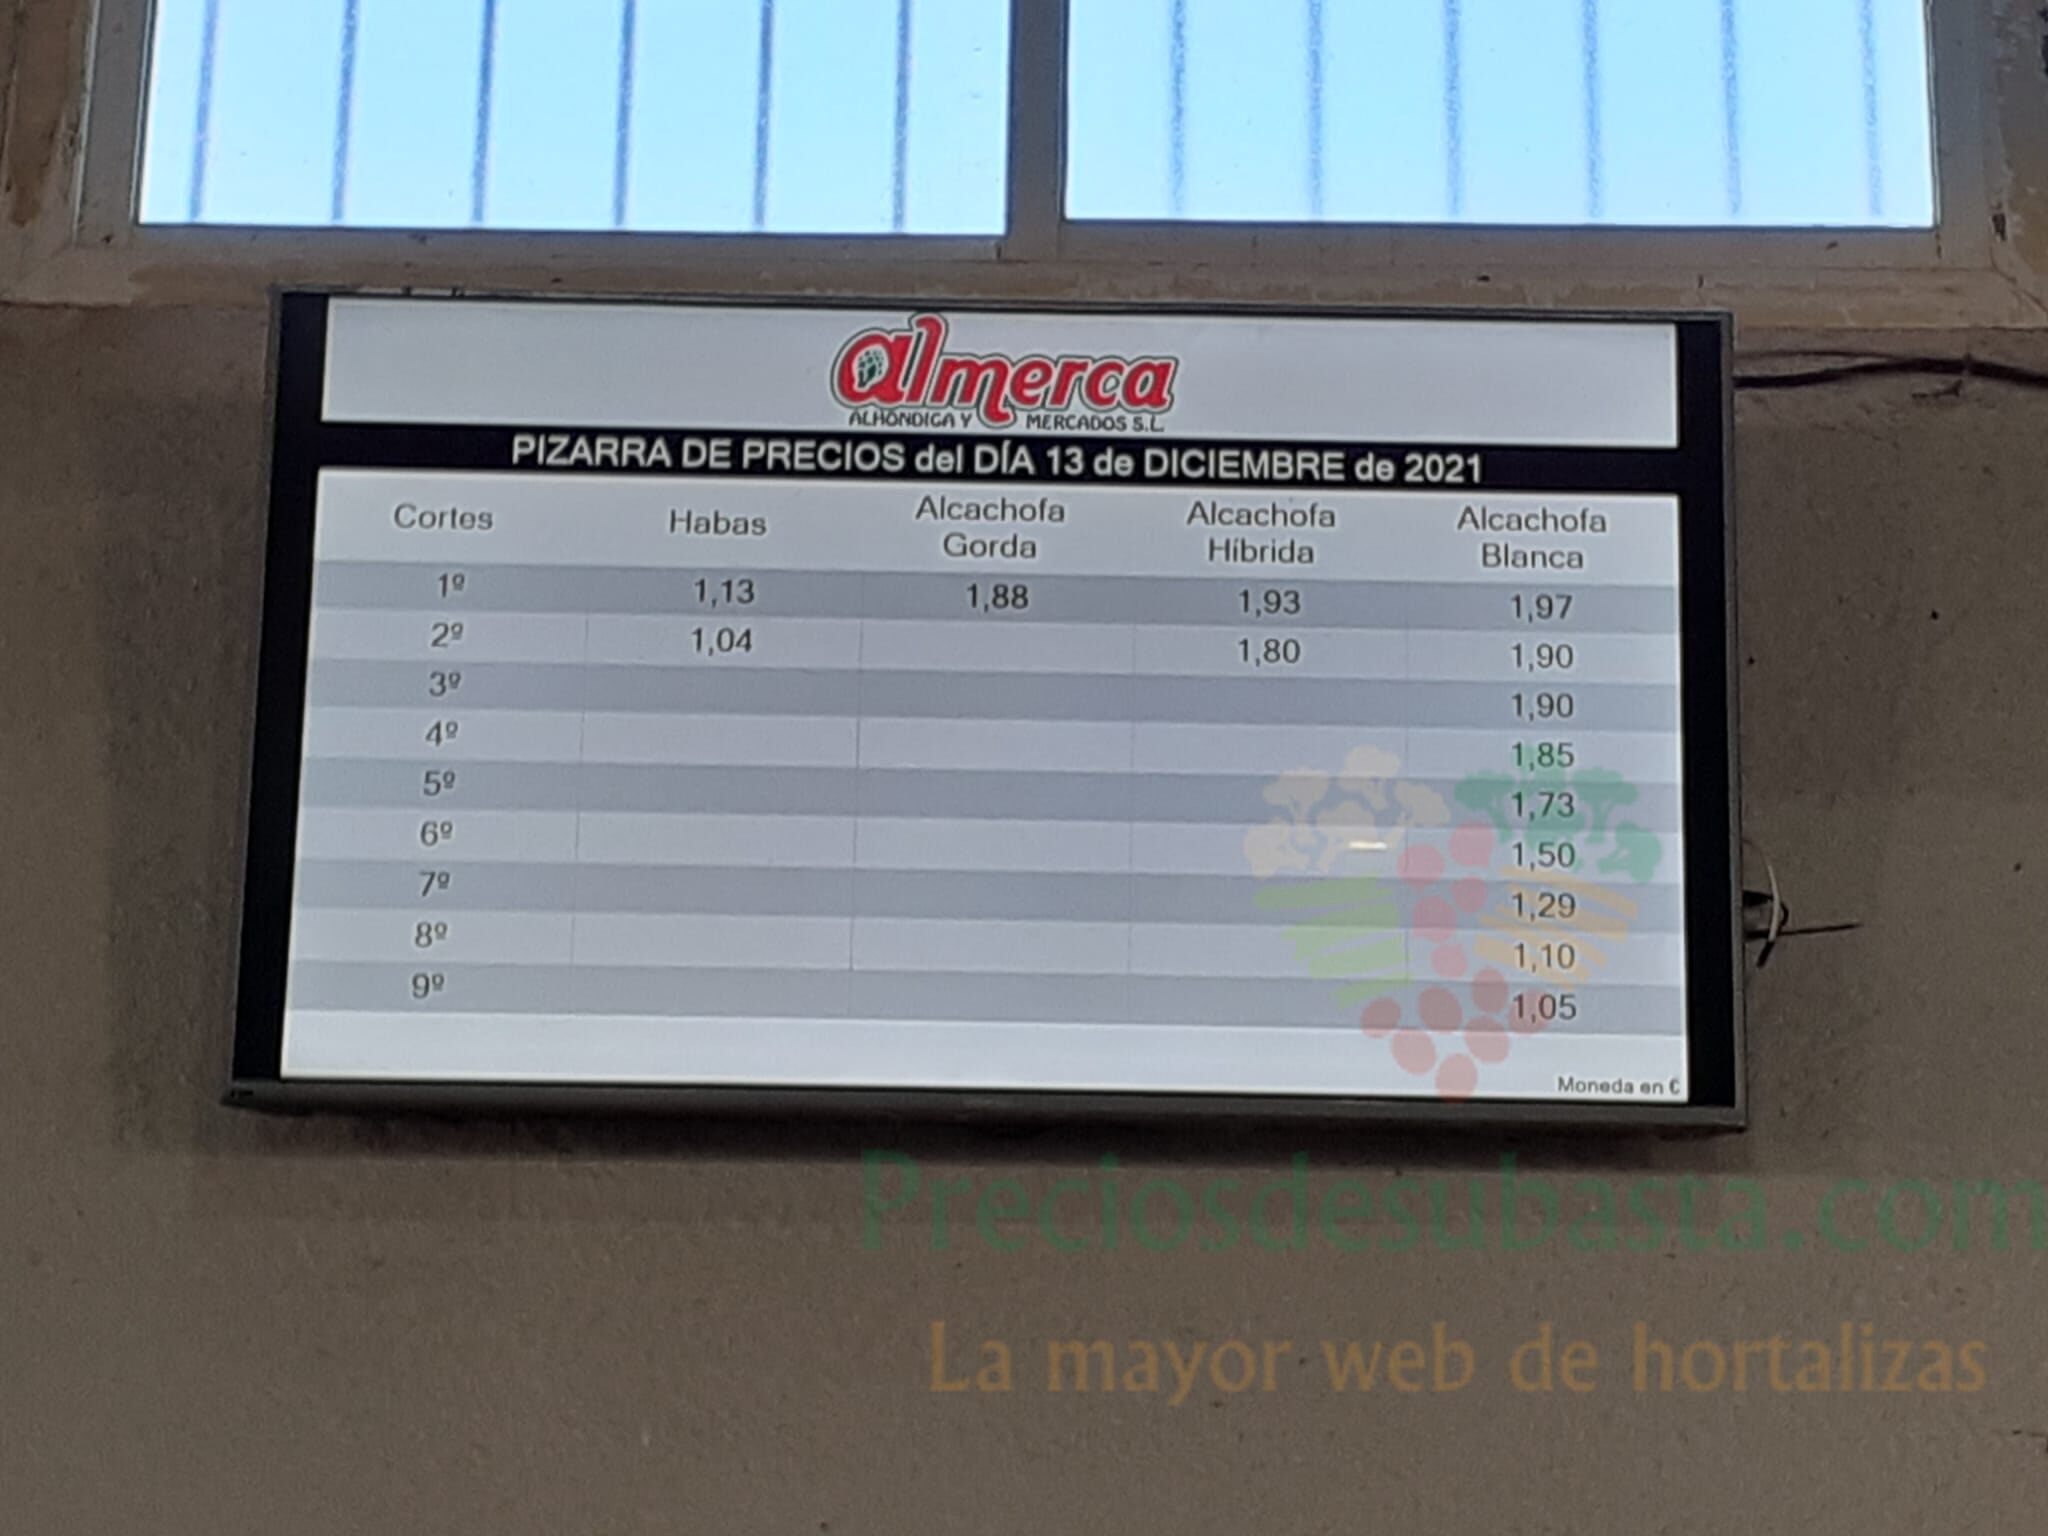 almerca
ALHÓNDIGA Y MERCADOS S.L.
PIZARRA DE PRECIOS del DÍA 13 de DICIEMBRE de 2021
Cortes Habas Alcachofa Gorda Alcachofa Híbrida Alcachofa Blanca
1º 1,13 1,88 1,93 1,97
2º 1,04 1,80 1,90
3º 1,90
4º 1,85
5º 1,73
6º 1,50
7º 1,29
8º 1,10
9º 1,05
Moneda en €
Preciosdesubasta.com
La mayor web de hortalizas